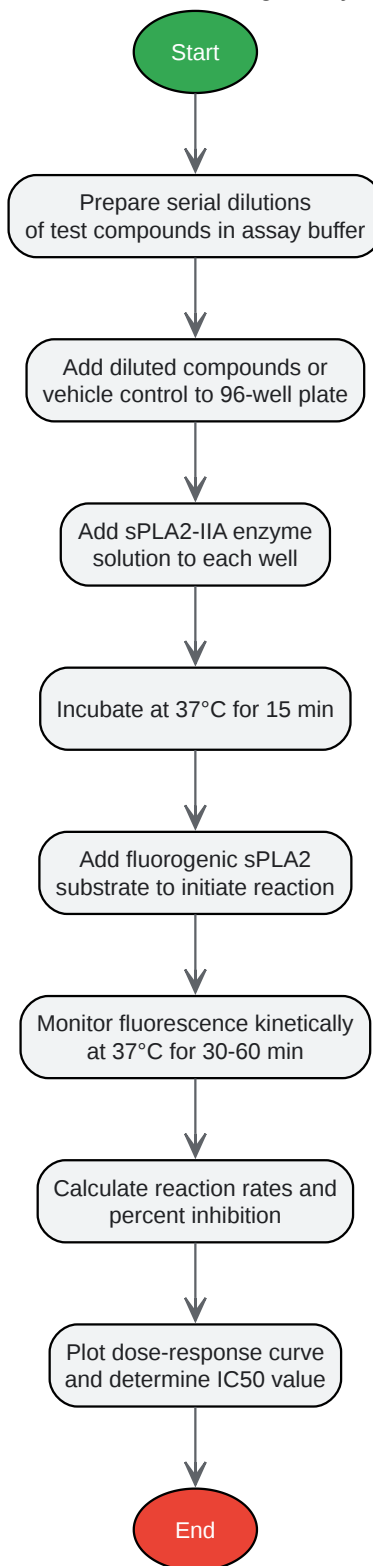 Start
Prepare serial dilutions
of test compounds in assay buffer
Add diluted compounds or
vehicle control to 96-well plate
Add sPLA2-IIA enzyme
solution to each well
Incubate at 37°C for 15 min
Add fluorogenic sPLA2
substrate to initiate reaction
Monitor fluorescence kinetically
at 37°C for 30-60 min
Calculate reaction rates and
percent inhibition
Plot dose-response curve
and determine IC50 value
End